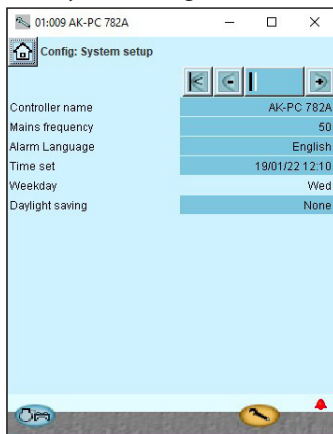 01:009 AK-PC 782A
Config: System setup
Controller name AK-PC 782A
Mains frequency 50
Alarm Language English
Time set 19/01/22 12:10
Weekday Wed
Daylight saving None